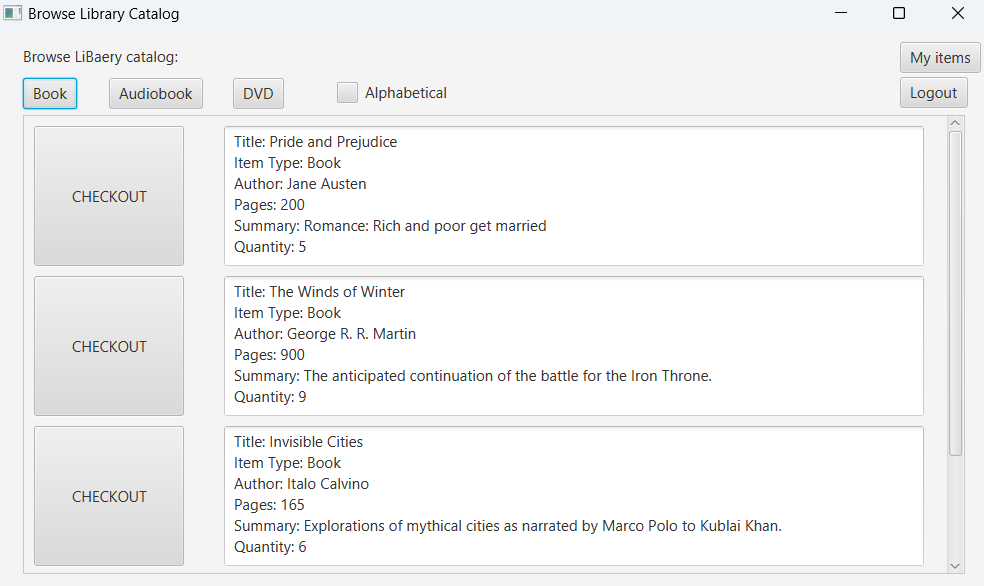 Browse Library Catalog
Browse LiBaery catalog:
My items
Book Audiobook DVD Alphabetical Logout
CHECKOUT
Title: Pride and Prejudice
Item Type: Book
Author: Jane Austen
Pages: 200
Summary: Romance: Rich and poor get married
Quantity: 5
CHECKOUT
Title: The Winds of Winter
Item Type: Book
Author: George R. R. Martin
Pages: 900
Summary: The anticipated continuation of the battle for the Iron Throne.
Quantity: 9
CHECKOUT
Title: Invisible Cities
Item Type: Book
Author: Italo Calvino
Pages: 165
Summary: Explorations of mythical cities as narrated by Marco Polo to Kublai Khan.
Quantity: 6